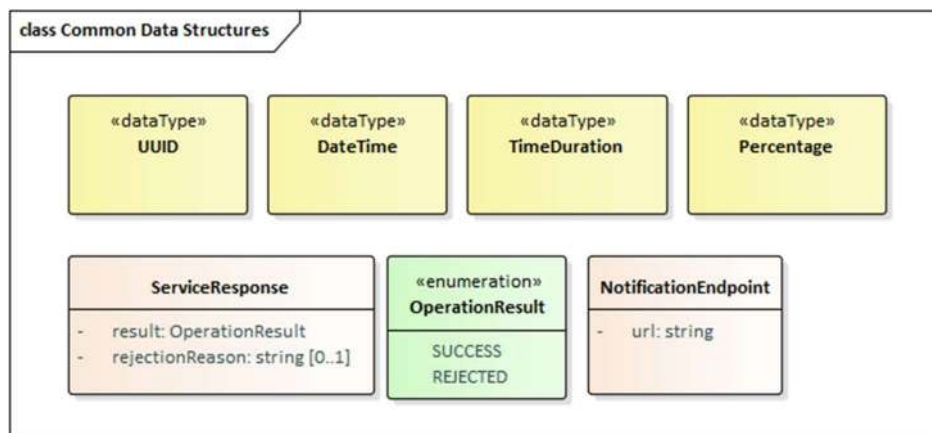 class Common Data Structures
«dataType»
UUID
«dataType»
DateTime
«dataType»
TimeDuration
«dataType»
Percentage
ServiceResponse
- result: OperationResult
- rejectionReason: string [0..1]
«enumeration»
OperationResult
SUCCESS
REJECTED
NotificationEndpoint
- url: string